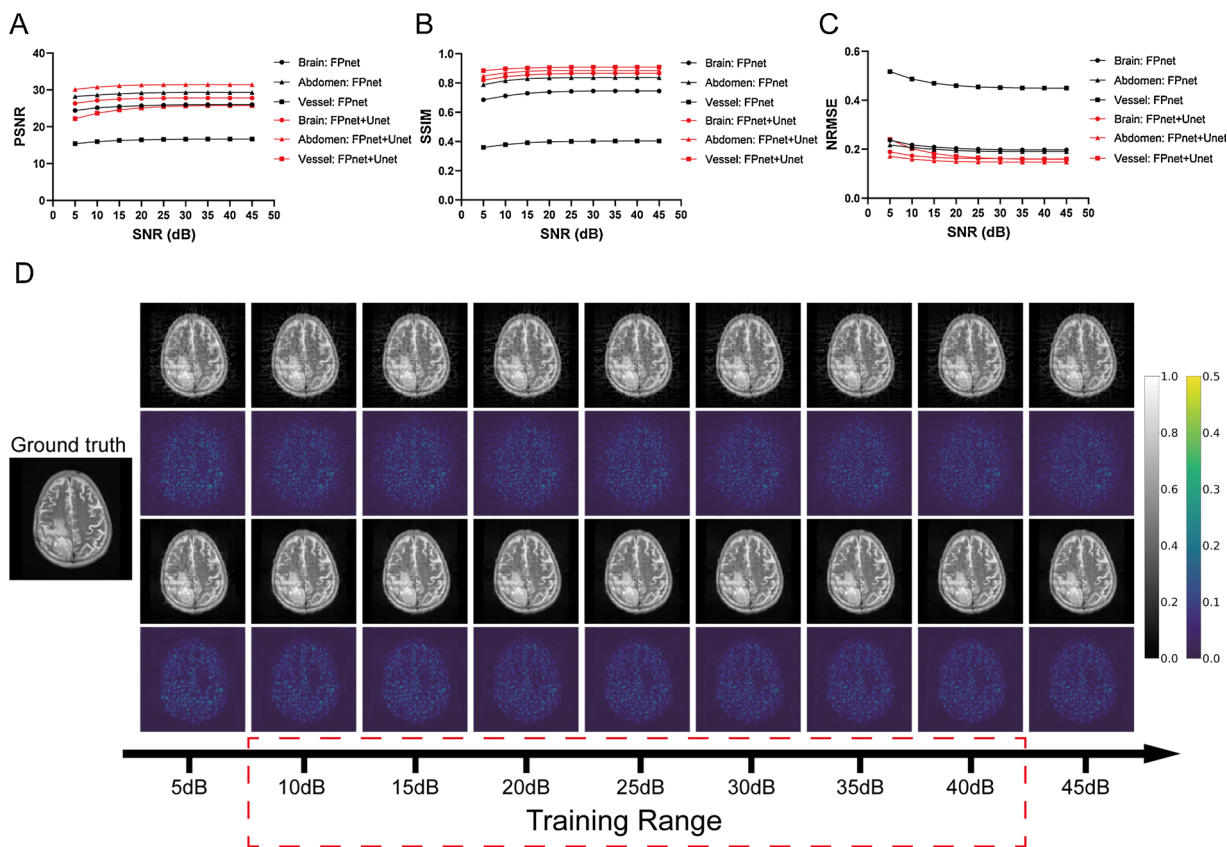 A
PSNR
40
30
20
10
0
0 5 10 15 20 25 30 35 40 45 50
SNR (dB)
Brain: FPnet
Abdomen: FPnet
Vessel: FPnet
Brain: FPnet+Unet
Abdomen: FPnet+Unet
Vessel: FPnet+Unet
B
SSIM
1.0
0.8
0.6
0.4
0.2
0.0
0 5 10 15 20 25 30 35 40 45 50
SNR (dB)
Brain: FPnet
Abdomen: FPnet
Vessel: FPnet
Brain: FPnet+Unet
Abdomen: FPnet+Unet
Vessel: FPnet+Unet
C
NRMSE
0.6
0.4
0.2
0.0
0 5 10 15 20 25 30 35 40 45 50
SNR (dB)
Brain: FPnet
Abdomen: FPnet
Vessel: FPnet
Brain: FPnet+Unet
Abdomen: FPnet+Unet
Vessel: FPnet+Unet
D
Ground truth
1.0
0.8
0.6
0.4
0.2
0.0
0.5
0.4
0.3
0.2
0.1
0.0
5dB 10dB 15dB 20dB 25dB 30dB 35dB 40dB 45dB
Training Range